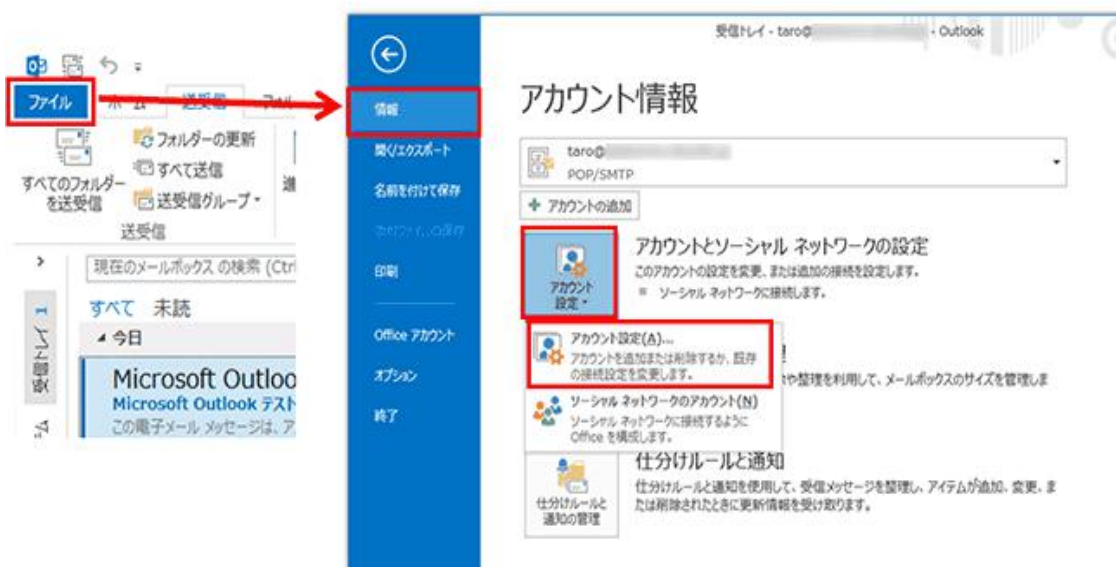 ファイル
ホーム
送受信
フォル
すべてのフォルダー
を送受信
フォルダーの更新
すべて送信
送受信グループ
進
送受信
現在のメールボックス の検索 (Ctrl
すべて 未読
今日
Microsoft Outloo
Microsoft Outlook テスト
この電子メール メッセージは、ア
受信トレイ - taro@ - Outlook
情報
開く/エクスポート
名前を付けて保存
印刷
Office アカウント
オプション
終了
アカウント情報
taro@
POP/SMTP
アカウントの追加
アカウント
設定
アカウントとソーシャル ネットワークの設定
このアカウントの設定を変更、または追加の接続を設定します。
ソーシャル ネットワークに接続します。
アカウント設定(A)...
アカウントを追加または削除するか、既存
の接続設定を変更します。
ソーシャル ネットワークのアカウント(N)
ソーシャル ネットワークに接続するように
Office を構成します。
や整理を利用して、メールボックスのサイズを管理しま
仕分けルールと
通知の管理
仕分けルールと通知
仕分けルールと通知を使用して、受信メッセージを整理し、アイテムが追加、変更、ま
たは削除されたときに更新情報を受け取ります。